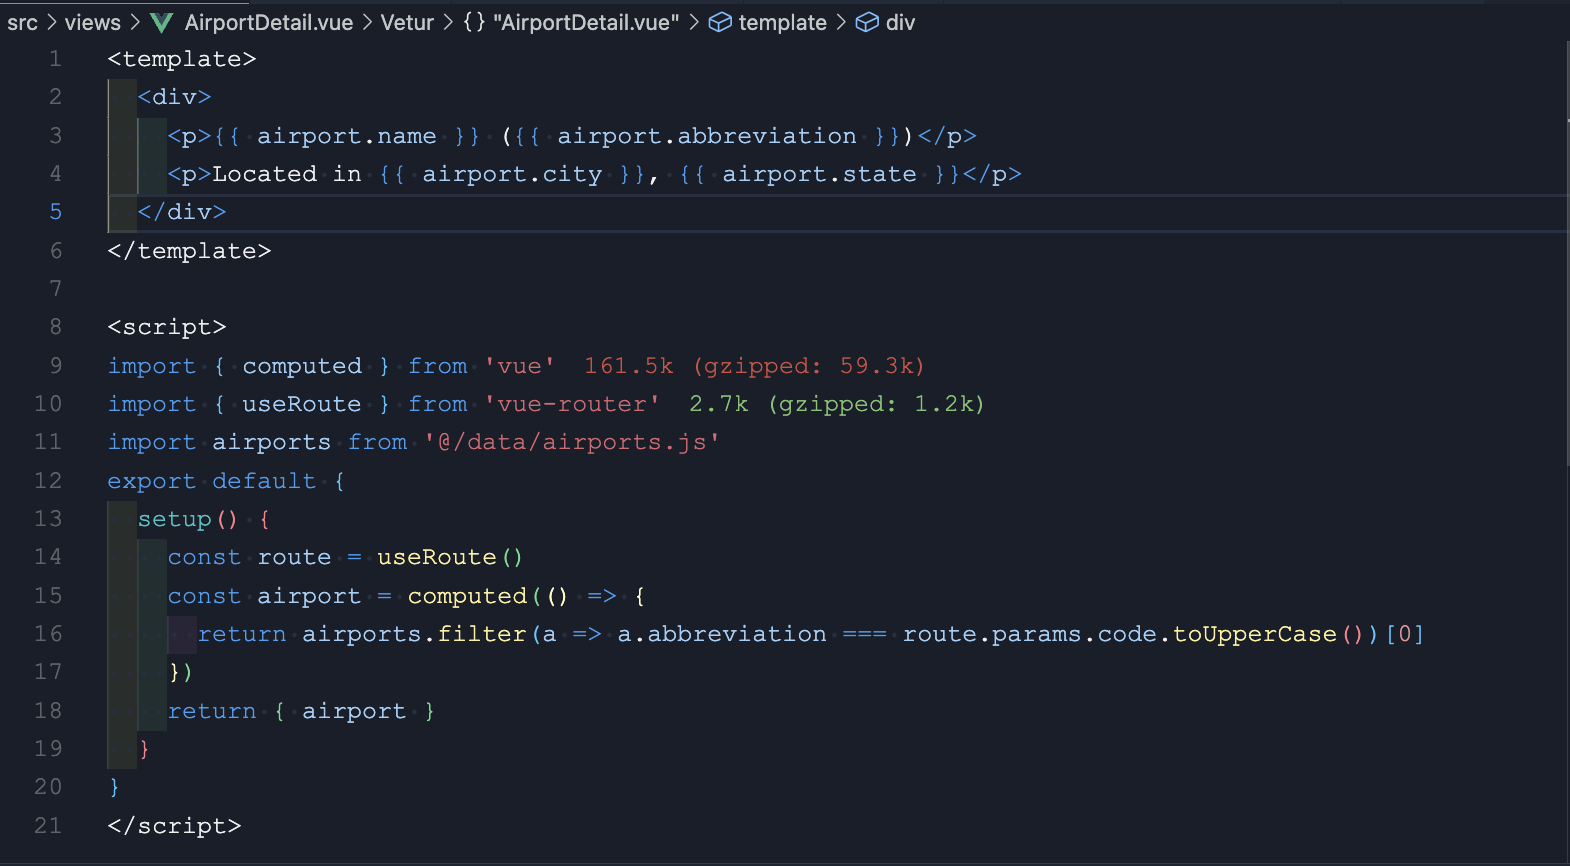 src > views > AirportDetail.vue > Vetur > {} "AirportDetail.vue" > template > div
1 <template>
2   <div>
3     <p>{{ airport.name }} ({{ airport.abbreviation }})</p>
4     <p>Located in {{ airport.city }}, {{ airport.state }}</p>
5   </div>
6 </template>
7
8 <script>
9 import { computed } from 'vue'  161.5k (gzipped: 59.3k)
10 import { useRoute } from 'vue-router'  2.7k (gzipped: 1.2k)
11 import airports from '@/data/airports.js'
12 export default {
13   setup() {
14     const route = useRoute()
15     const airport = computed(() => {
16       return airports.filter(a => a.abbreviation === route.params.code.toUpperCase())[0]
17     })
18     return { airport }
19   }
20 }
21 </script>